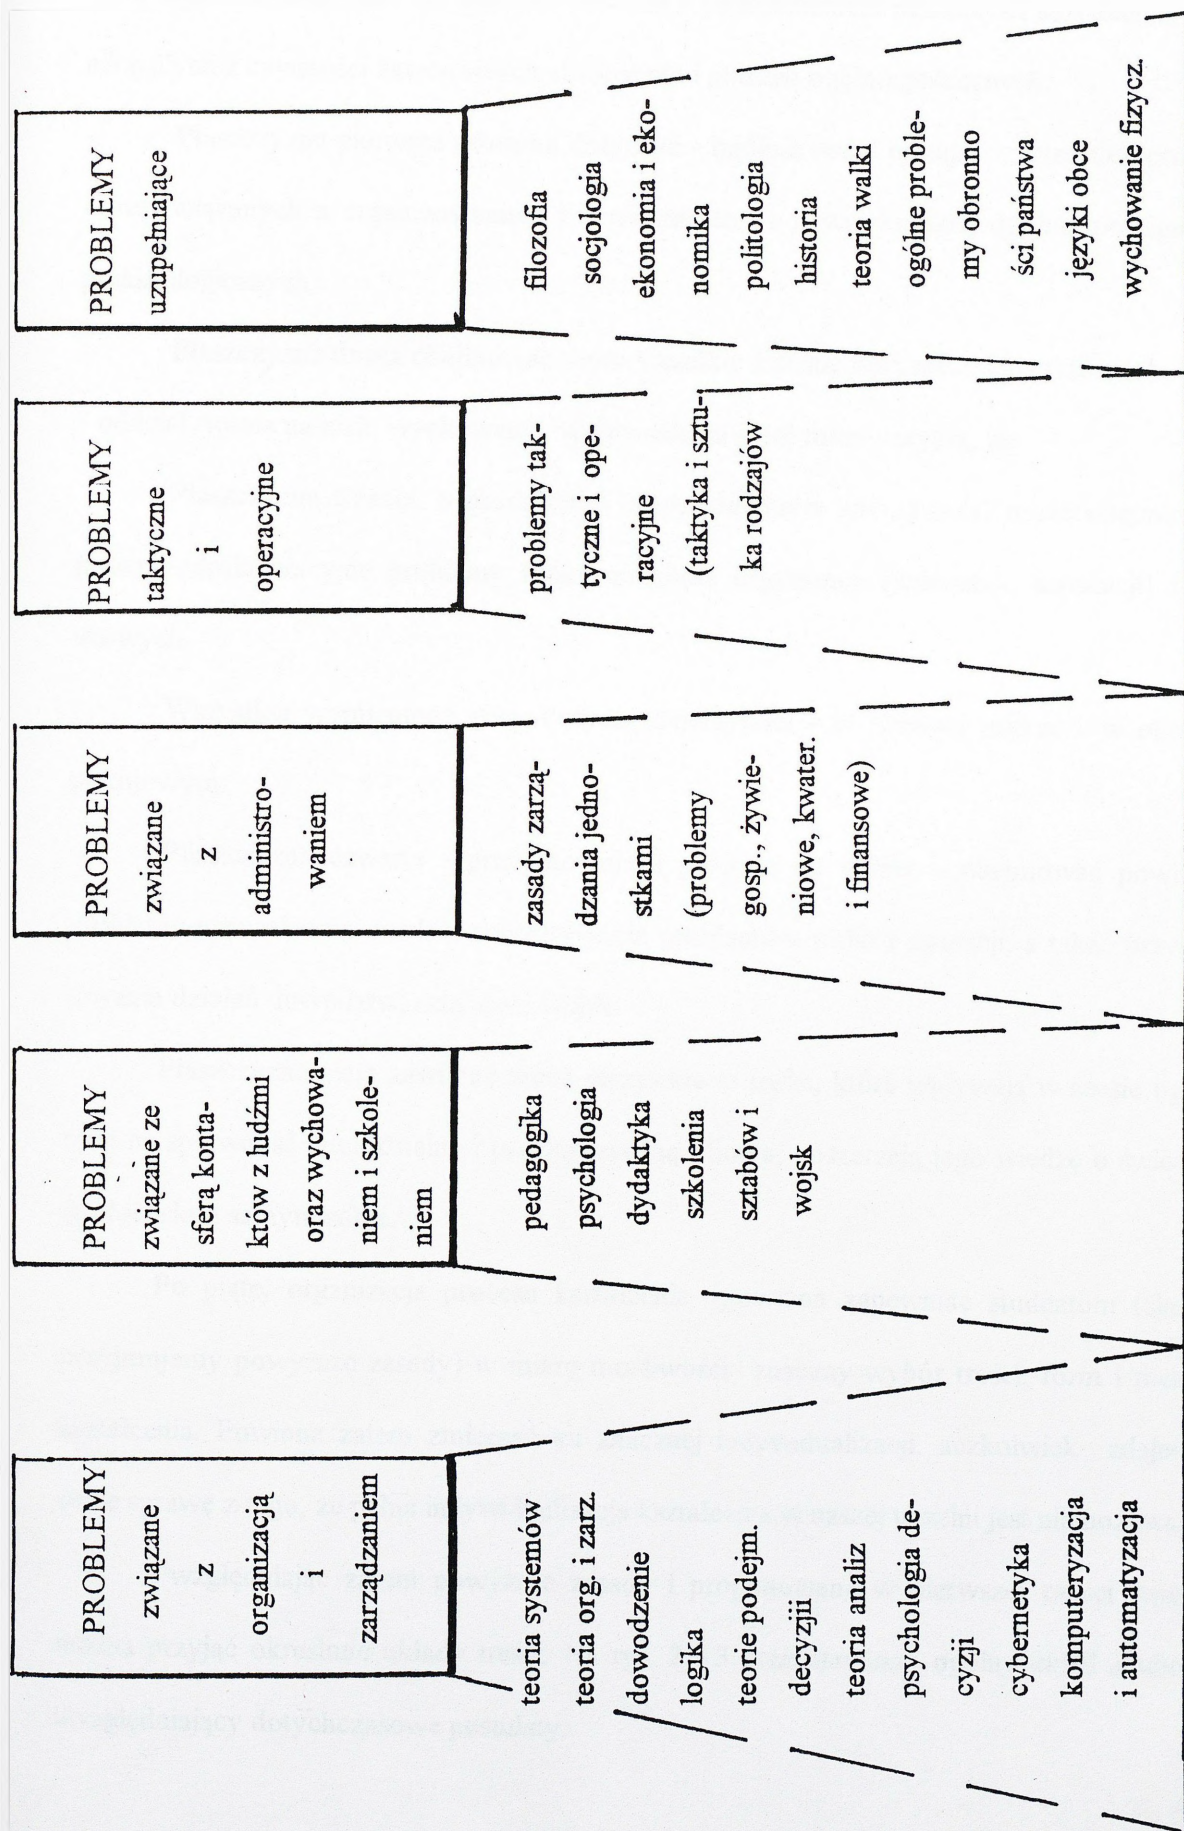 PROBLEMY
związane
z
organizacją
i
zarządzaniem
teoria systemów
teoria org. i zarz.
dowodzenie
logika
teorie podejm.
decyzjii
teoria analiz
psychologia de-
cyzji
cybernetyka
komputeryzacja
i automatyzacja
PROBLEMY
związane ze
sferą konta-
któw z ludźmi
oraz wychowa-
niem i szkole-
niem
pedagogika
psychologia
dydaktyka
szkolenia
sztabów i
wojsk
PROBLEMY
związane
z
administro-
waniem
zasady zarzą-
dzania jedno-
stkami
(problemy
gosp., żywie-
niowe, kwater.
i finansowe)
PROBLEMY
taktyczne
i
operacyjne
problemy tak-
tyczne i ope-
racyjne
(taktyka i sztu-
ka rodzajów
PROBLEMY
uzupełniające
filozofia
socjologia
ekonomia i eko-
nomika
politologia
historia
teoria walki
ogólne proble-
my obronno
ści państwa
języki obce
wychowanie fizycz.